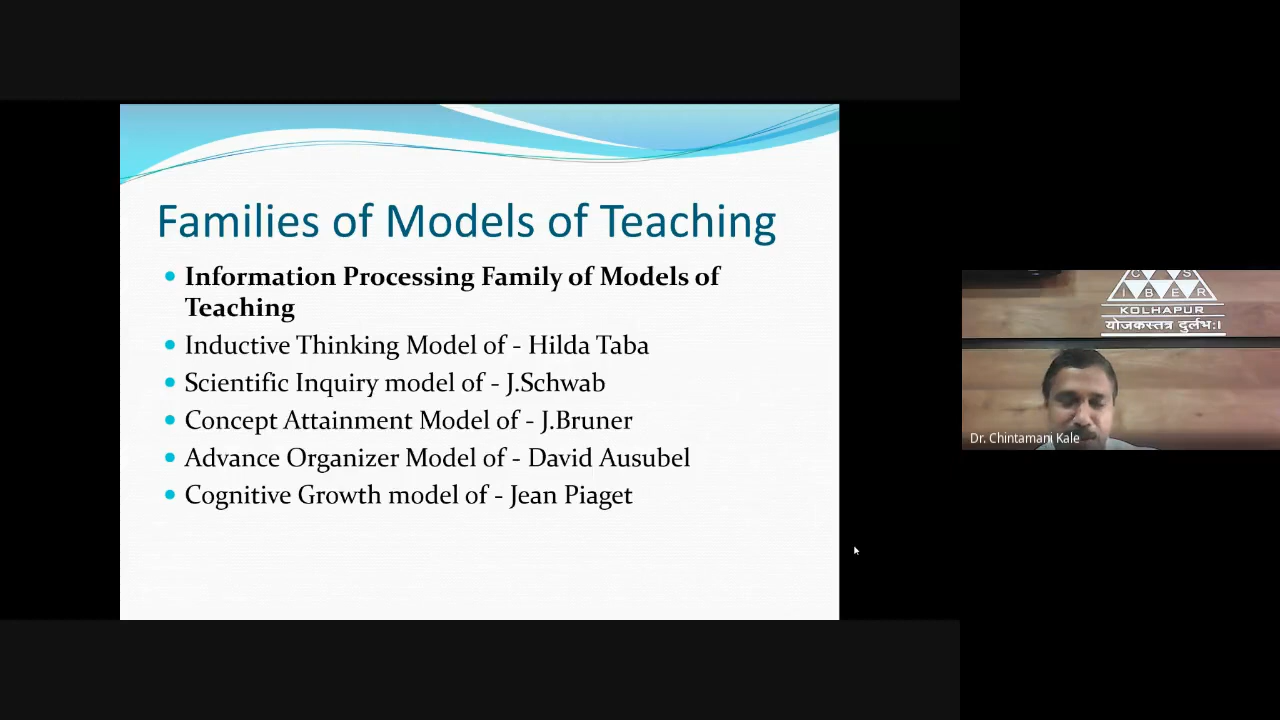 Families of Models of Teaching
Information Processing Family of Models of
Teaching
Inductive Thinking Model of - Hilda Taba
Scientific Inquiry model of - J.Schwab
Concept Attainment Model of - J.Bruner
Advance Organizer Model of - David Ausubel
Cognitive Growth model of - Jean Piaget
C S
I B E R
KOLHAPUR
योजकस्तत्र दुर्लभः।
Dr. Chintamani Kale